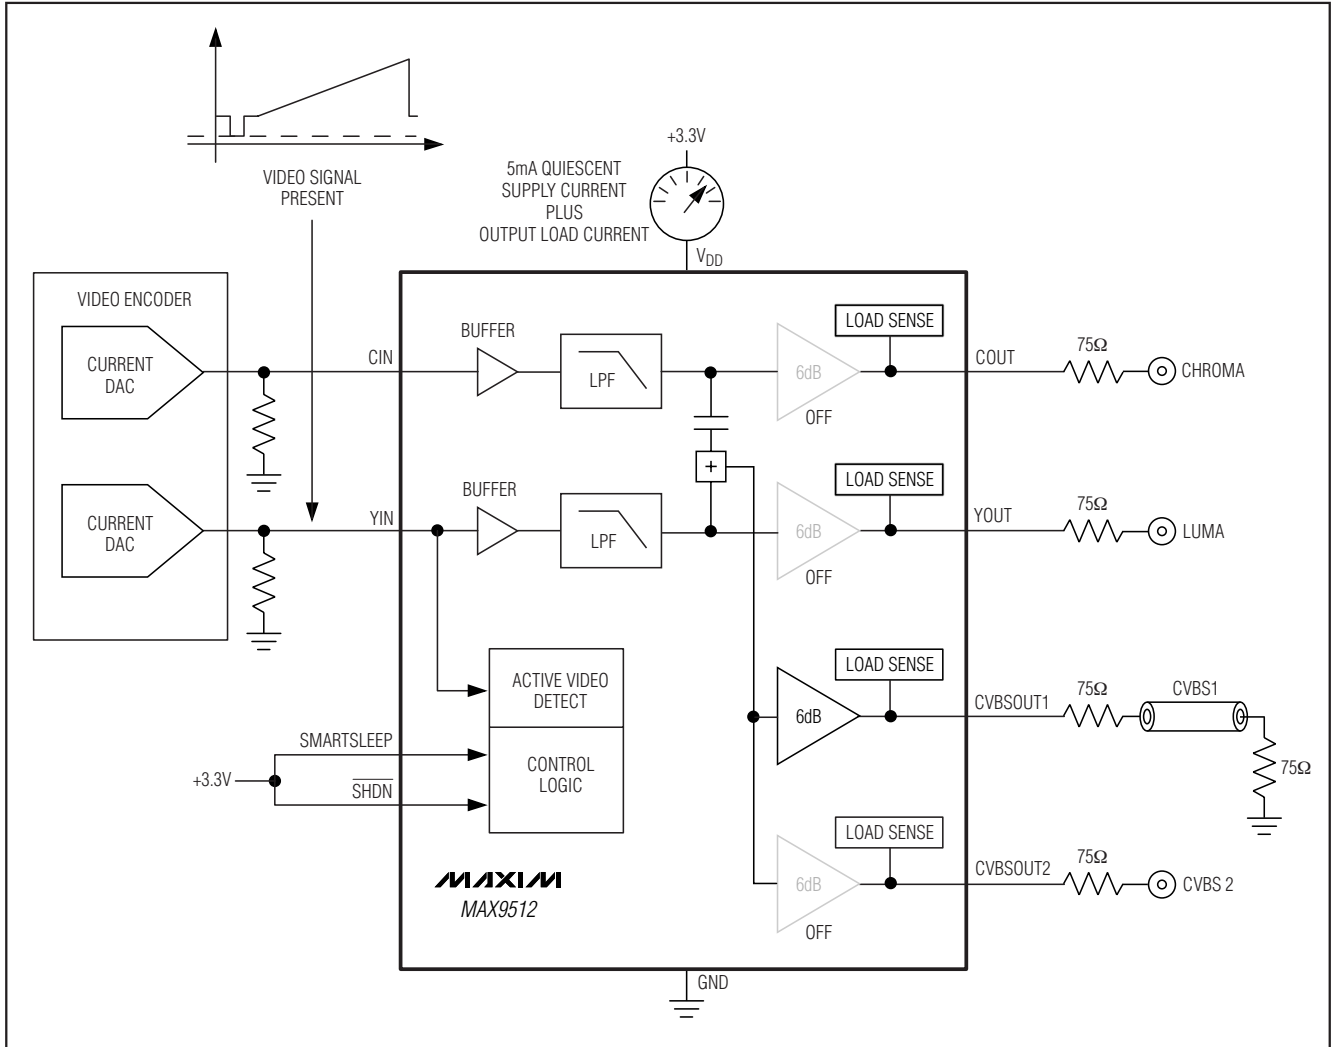 +3.3V
5mA QUIESCENT
SUPPLY CURRENT
PLUS
OUTPUT LOAD CURRENT
VDD
VIDEO SIGNAL
PRESENT
VIDEO ENCODER
CURRENT
DAC
CURRENT
DAC
CIN
BUFFER
LPF
6dB
OFF
LOAD SENSE
COUT
75Ω
CHROMA
+
YIN
BUFFER
LPF
6dB
OFF
LOAD SENSE
YOUT
75Ω
LUMA
ACTIVE VIDEO
DETECT
CONTROL
LOGIC
SMARTSLEEP
+3.3V
SHDN
6dB
LOAD SENSE
CVBSOUT1
75Ω
CVBS1
75Ω
6dB
OFF
LOAD SENSE
CVBSOUT2
75Ω
CVBS 2
MAXIM
MAX9512
GND